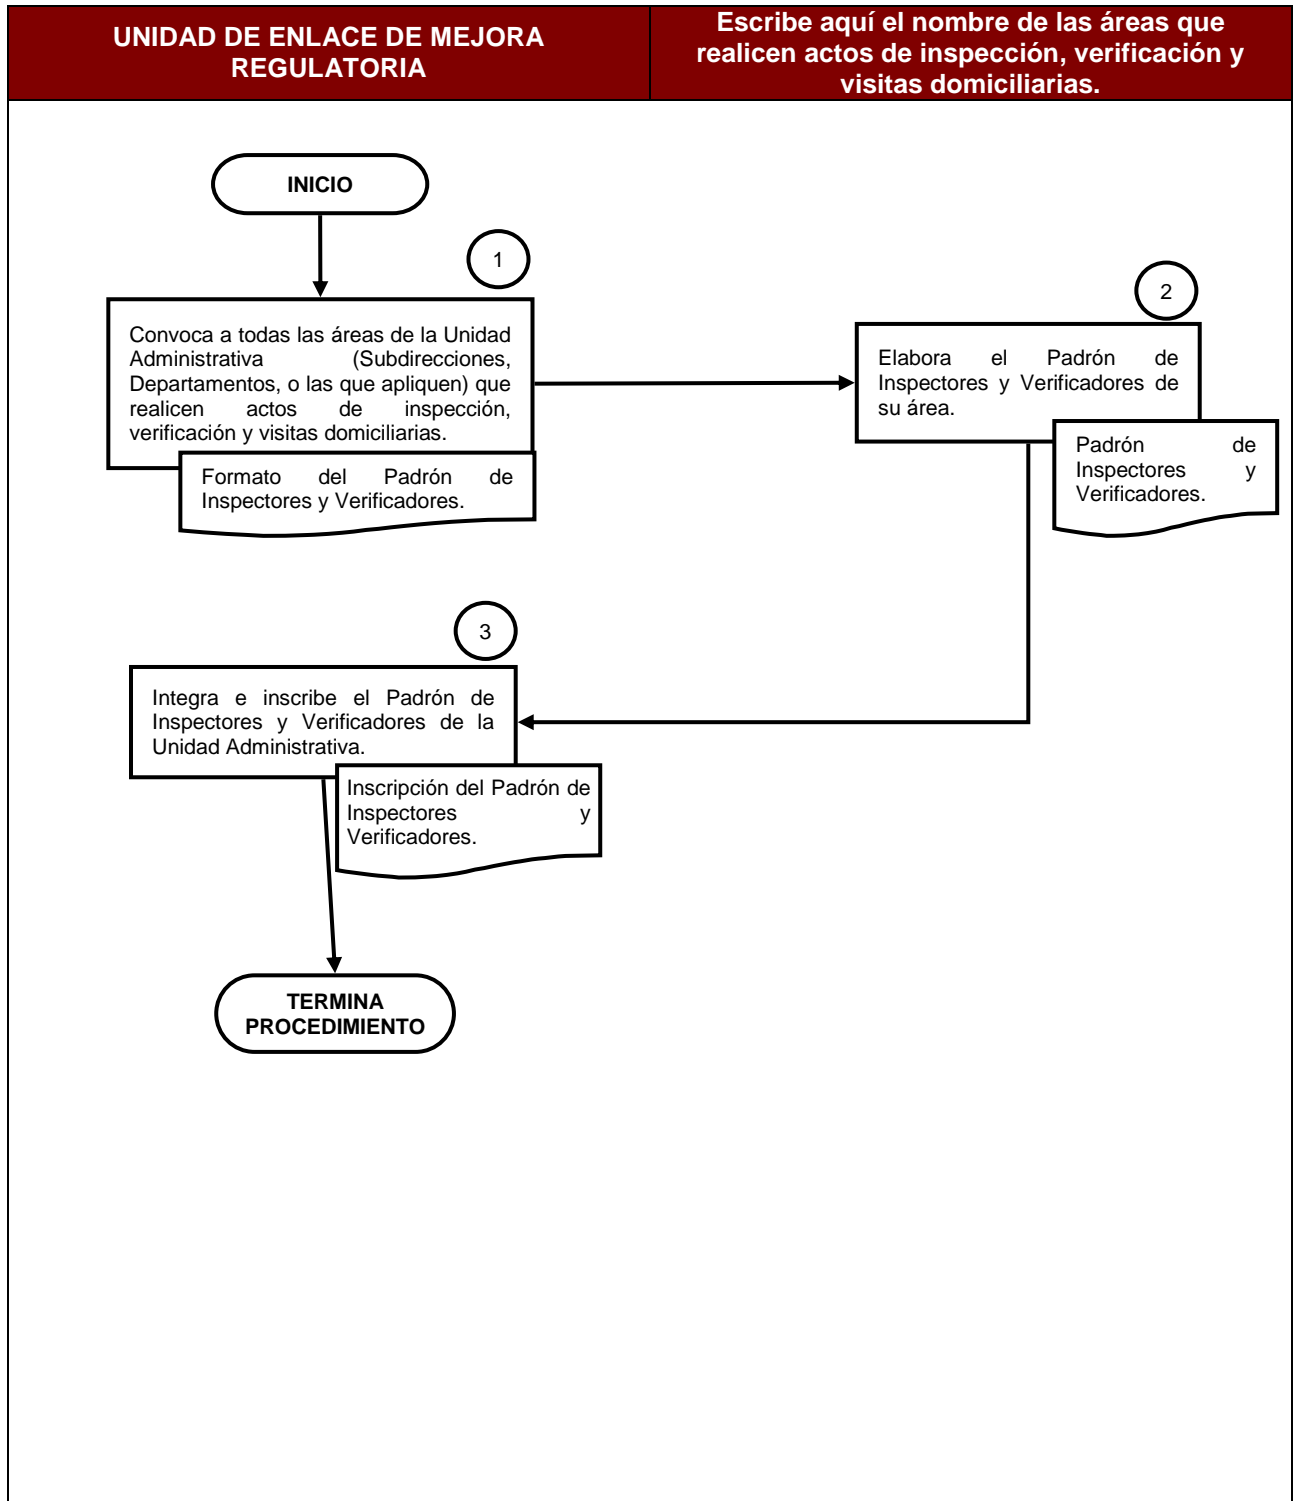 UNIDAD DE ENLACE DE MEJORA
REGULATORIA
Escribe aquí el nombre de las áreas que
realicen actos de inspección, verificación y
visitas domiciliarias.
INICIO
1
Convoca a todas las áreas de la Unidad
Administrativa (Subdirecciones,
Departamentos, o las que apliquen) que
realicen actos de inspección,
verificación y visitas domiciliarias.
Formato del Padrón de
Inspectores y Verificadores.
2
Elabora el Padrón de
Inspectores y Verificadores de
su área.
Padrón de
Inspectores y
Verificadores.
3
Integra e inscribe el Padrón de
Inspectores y Verificadores de la
Unidad Administrativa.
Inscripción del Padrón de
Inspectores y
Verificadores.
TERMINA
PROCEDIMIENTO